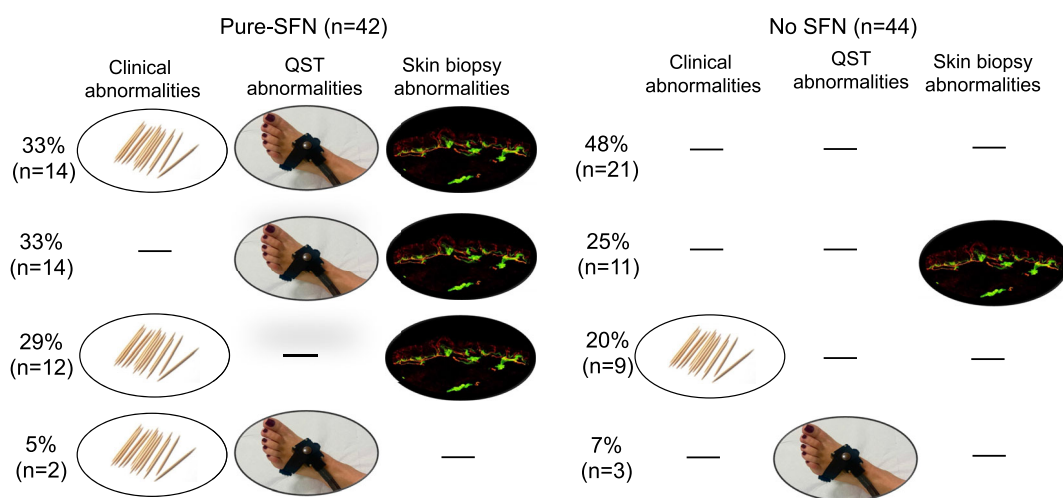 Pure-SFN (n=42)
Clinical
abnormalities
QST
abnormalities
Skin biopsy
abnormalities
33%
(n=14)
33%
(n=14)
29%
(n=12)
5%
(n=2)
No SFN (n=44)
Clinical
abnormalities
QST
abnormalities
Skin biopsy
abnormalities
48%
(n=21)
25%
(n=11)
20%
(n=9)
7%
(n=3)